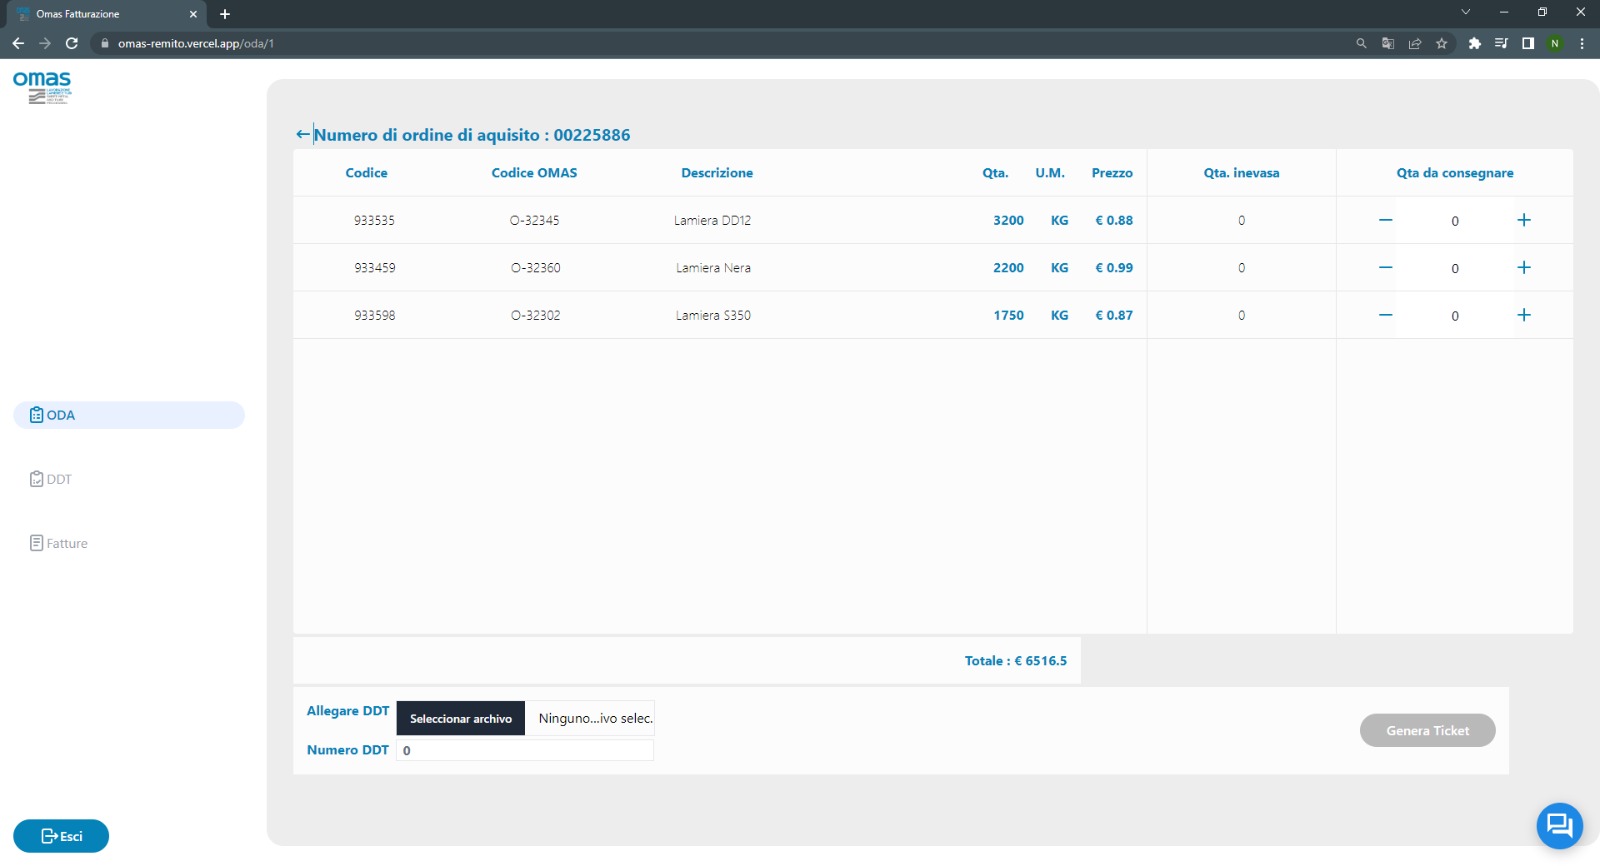 Omas Fatturazione
omas-remito.vercel.app/oda/1
N
omas
Numero di ordine di aquisito : 00225886
Codice Codice OMAS Descrizione Qta. U.M. Prezzo Qta. inevasa Qta da consegnare
933535 O-32345 Lamiera DD12 3200 KG € 0.88 0 0
933459 O-32360 Lamiera Nera 2200 KG € 0.99 0 0
933598 O-32302 Lamiera S350 1750 KG € 0.87 0 0
ODA
DDT
Fatture
Totale : € 6516.5
Allegare DDT Seleccionar archivo Ninguno...ivo selec.
Numero DDT 0
Genera Ticket
Esci